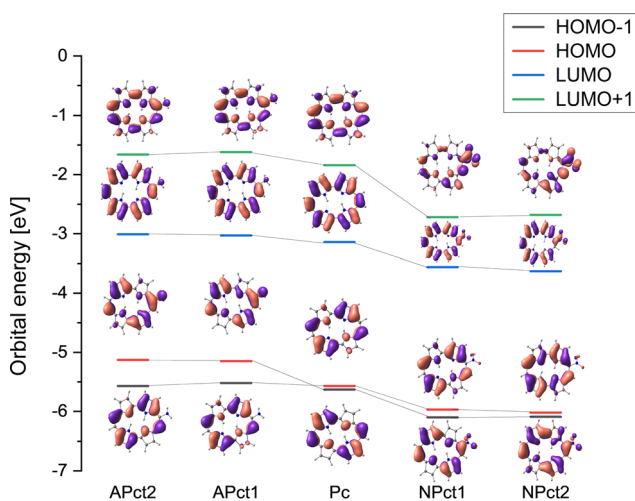 HOMO-1
HOMO
LUMO
LUMO+1
Orbital energy [eV]
0
-1
-2
-3
-4
-5
-6
-7
APct2 APct1 Pc NPct1 NPct2